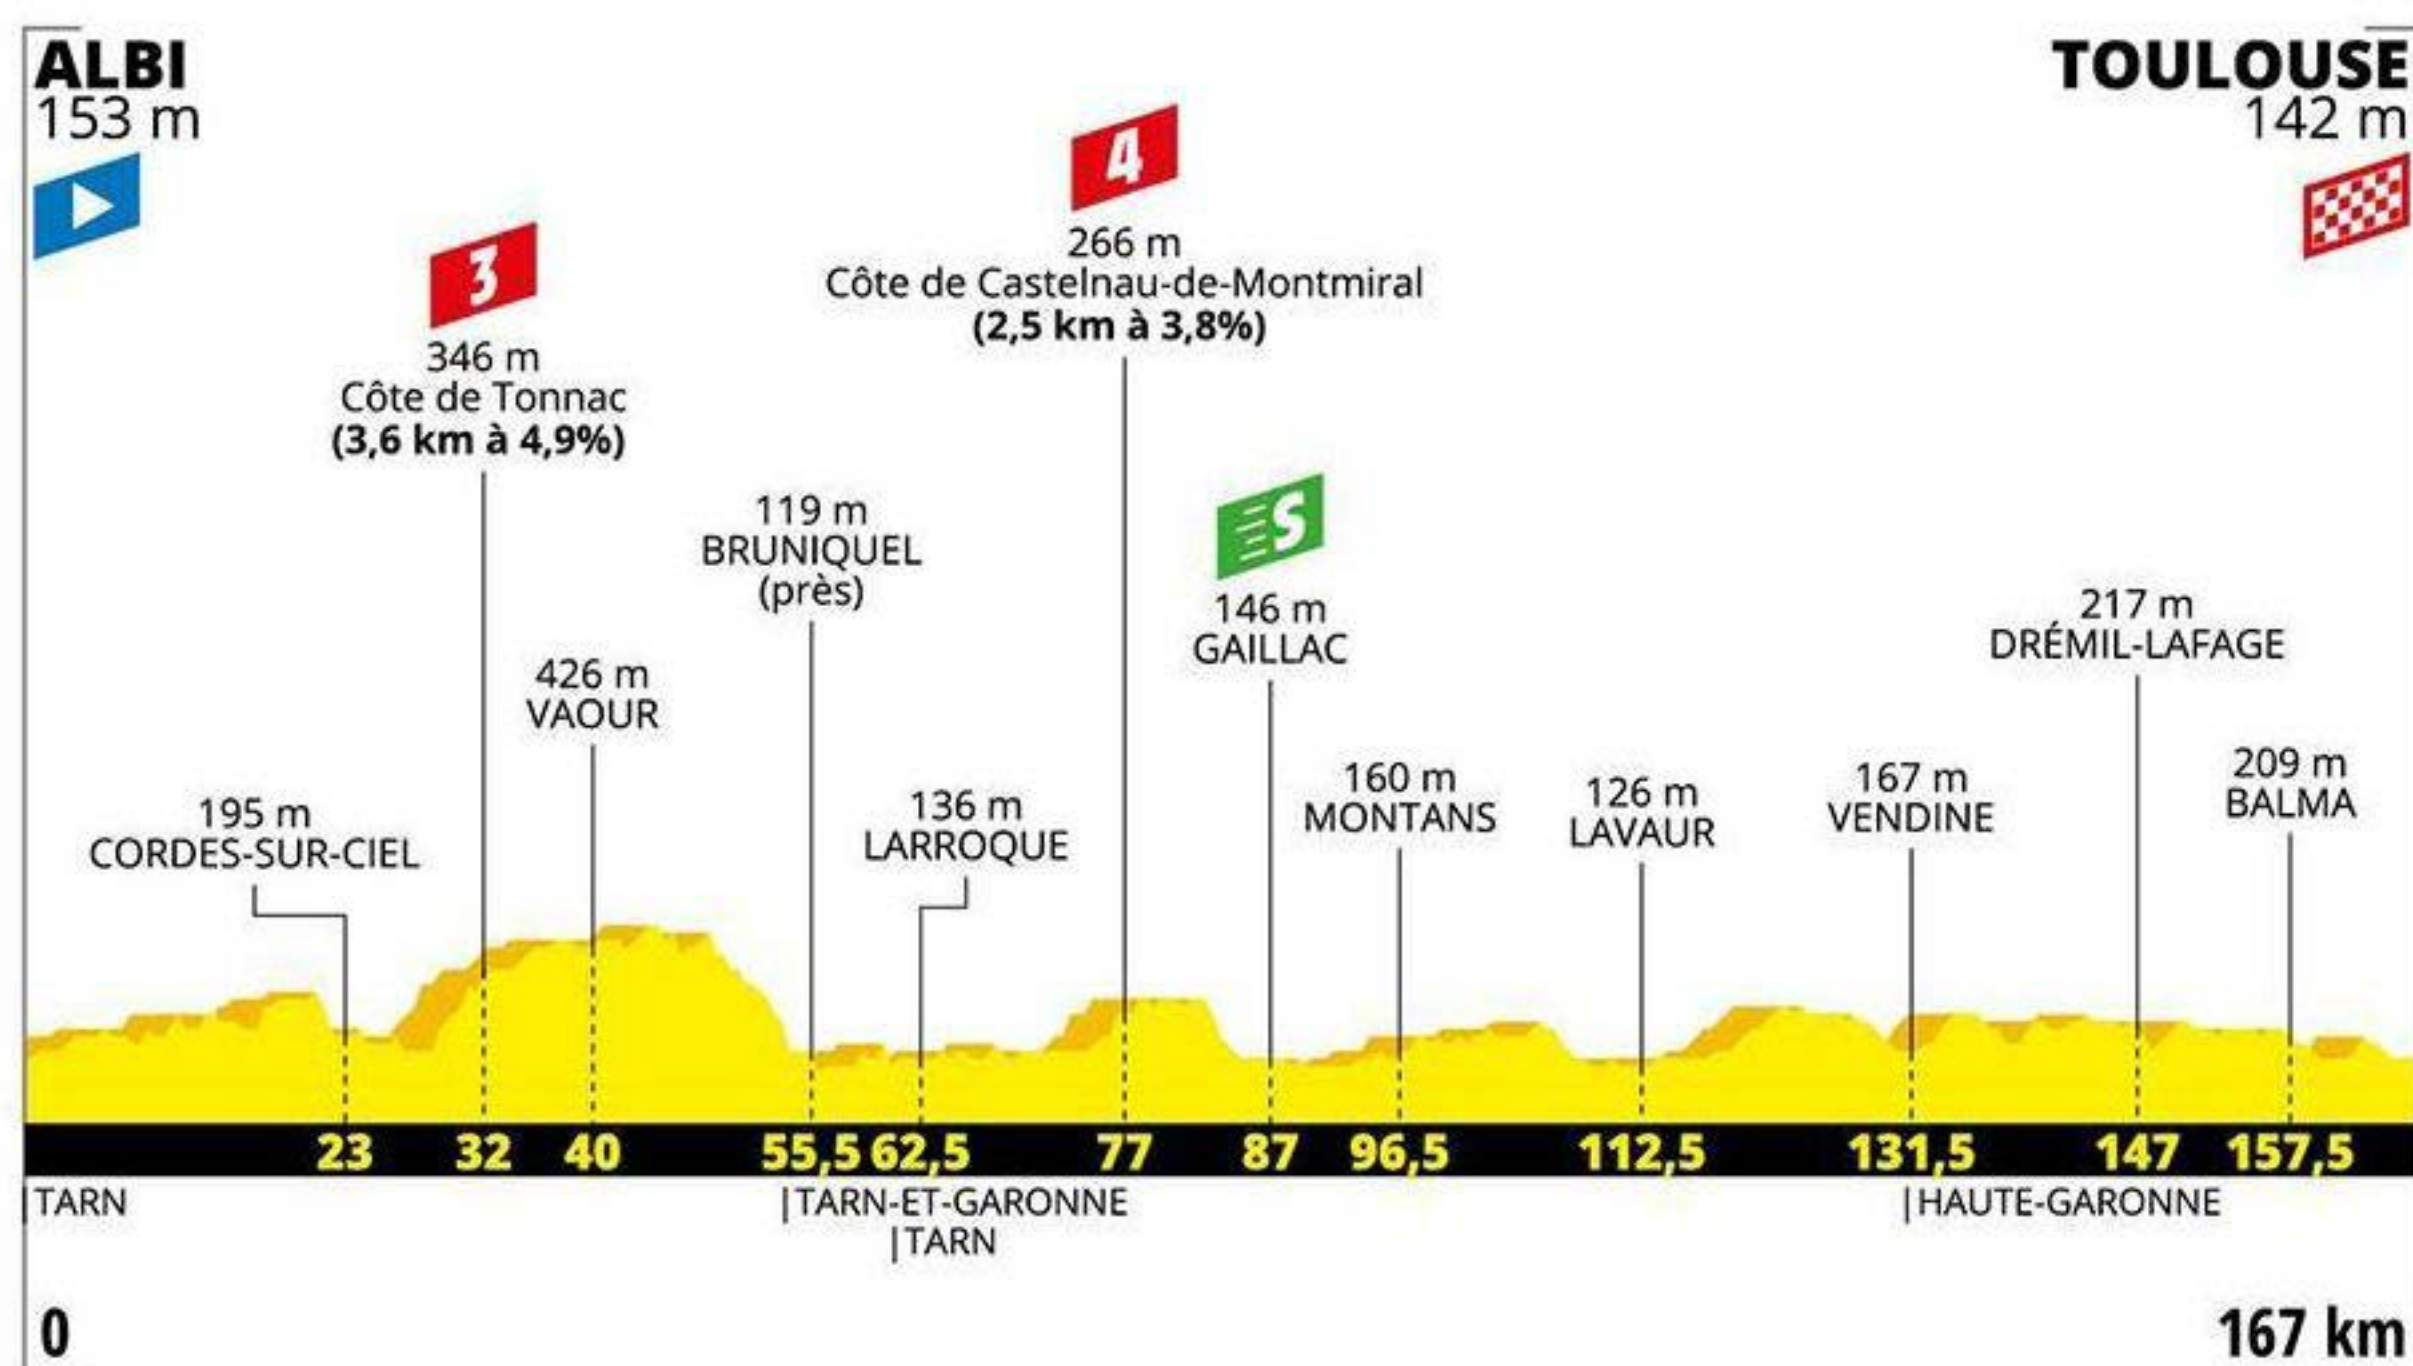 ALBI
153 m
TOULOUSE
142 m
4
266 m
Côte de Castelnau-de-Montmiral
(2,5 km à 3,8%)
3
346 m
Côte de Tonnac
(3,6 km à 4,9%)
S
146 m
GAILLAC
119 m
BRUNIQUEL
(près)
217 m
DRÉMIL-LAFAGE
426 m
VAOUR
195 m
CORDES-SUR-CIEL
136 m
LARROQUE
160 m
MONTANS
126 m
LAVAUR
167 m
VENDINE
209 m
BALMA
23 32 40 55,5 62,5 77 87 96,5 112,5 131,5 147 157,5
|TARN |TARN-ET-GARONNE |HAUTE-GARONNE
|TARN
0 167 km